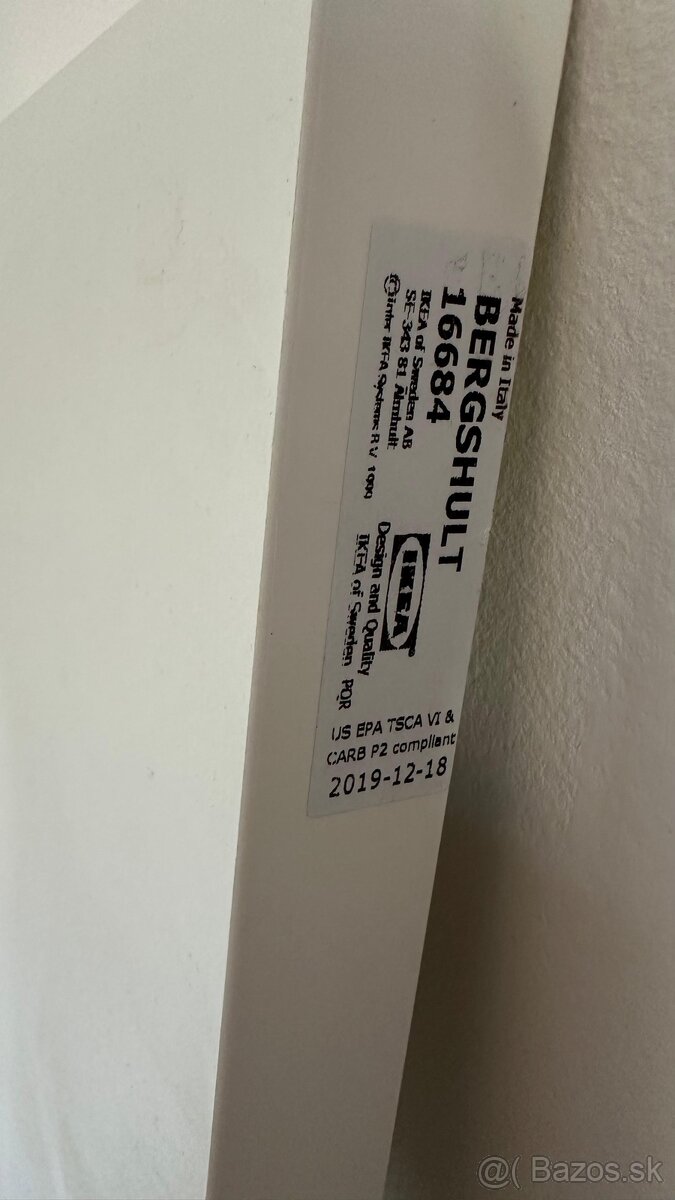 Made in Italy
BERGSHULT
16684
IKEA of Sweden AB
SE-343 81 Älmhult
© Inter IKEA Systems B.V. 1999
IKEA®
Design and Quality
IKEA of Sweden PQR
US EPA TSCA VI &
CARB P2 compliant
2019-12-18
@( Bazos.sk